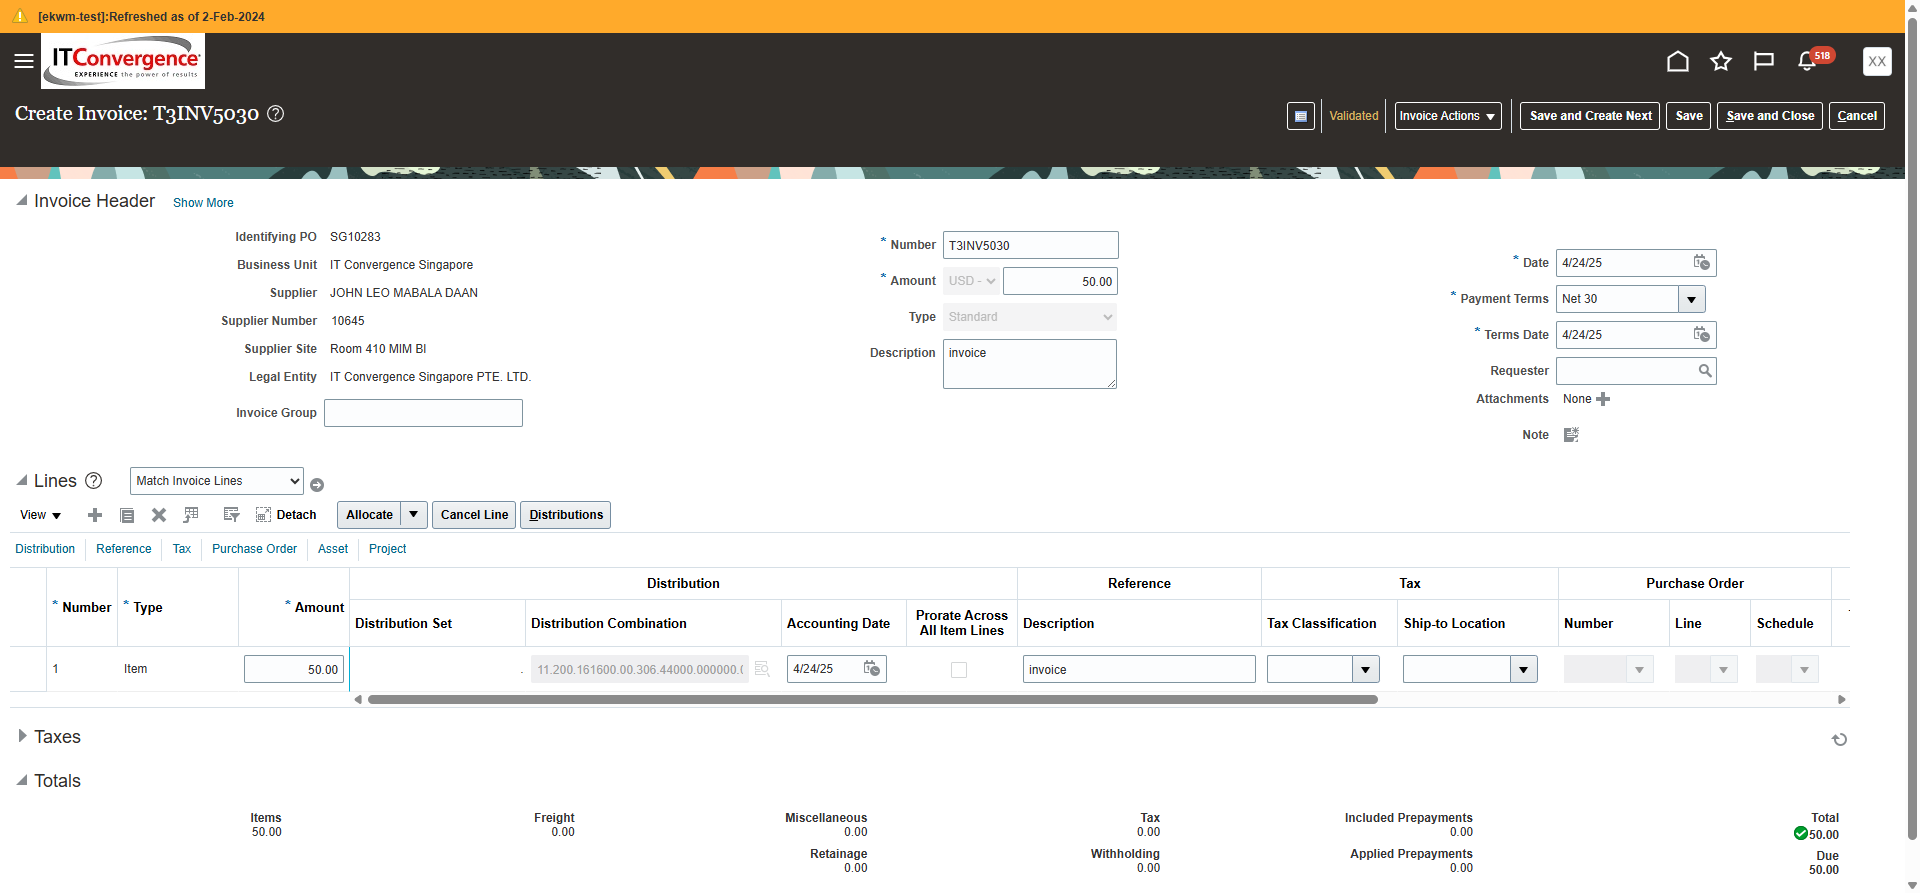 [ekwm-test]:Refreshed as of 2-Feb-2024
ITConvergence
EXPERIENCE the power of results
518
XX
Create Invoice: T3INV5030
Validated
Invoice Actions
Save and Create Next
Save
Save and Close
Cancel
Invoice Header
Show More
Identifying PO SG10283
Business Unit IT Convergence Singapore
Supplier JOHN LEO MABALA DAAN
Supplier Number 10645
Supplier Site Room 410 MIM Bl
Legal Entity IT Convergence Singapore PTE. LTD.
Invoice Group
* Number T3INV5030
* Amount USD - 50.00
Type Standard
Description invoice
* Date 4/24/25
* Payment Terms Net 30
* Terms Date 4/24/25
Requester
Attachments None
Note
Lines
Match Invoice Lines
View
Detach
Allocate
Cancel Line
Distributions
Distribution
Reference
Tax
Purchase Order
Asset
Project
Distribution Reference Tax Purchase Order
* Number * Type * Amount Distribution Set Distribution Combination Accounting Date Prorate Across All Item Lines Description Tax Classification Ship-to Location Number Line Schedule
1 Item 50.00 11.200.161600.00.306.44000.000000.( 4/24/25 invoice
Taxes
Totals
Items Freight Miscellaneous Tax Included Prepayments Total
50.00 0.00 0.00 0.00 0.00 50.00
Retainage Withholding Applied Prepayments Due
0.00 0.00 0.00 50.00